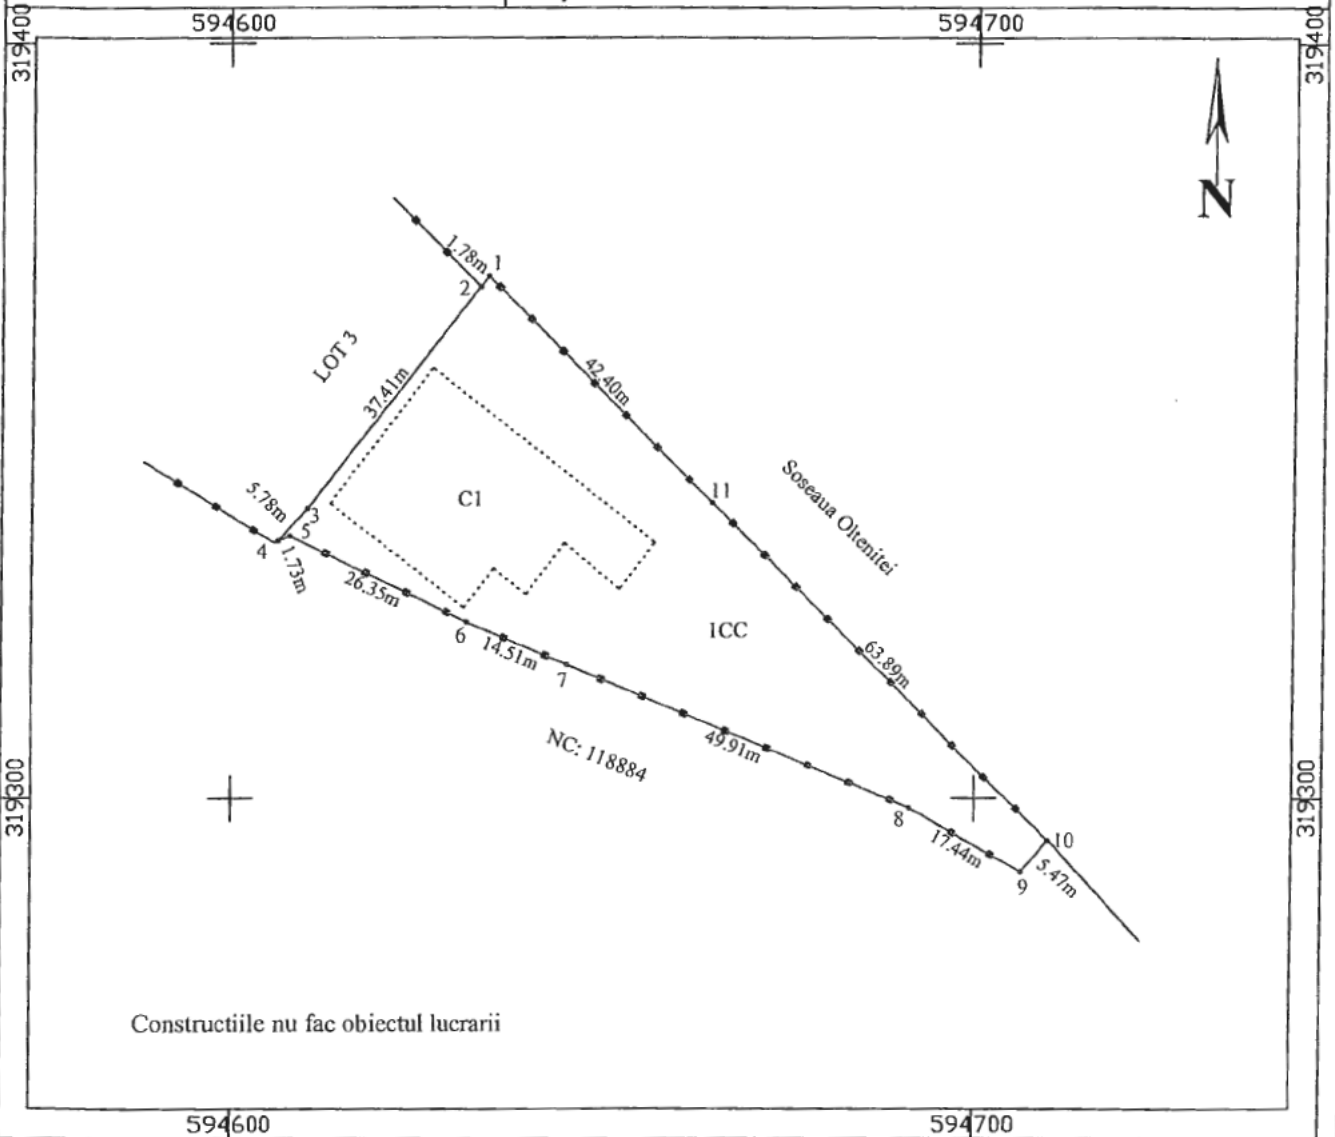 594600
594700
319400
319400
N
1.78m
1
2
LOT 3
37.41m
42.40m
C1
11
Soseaua Oltenitei
5.78m
3
5
4
1.73m
26.35m
6
14.51m
7
1CC
63.89m
NC: 118884
49.91m
319300
319300
8
17.44m
10
9
5.47m
Constructiile nu fac obiectul lucrarii
594600
594700